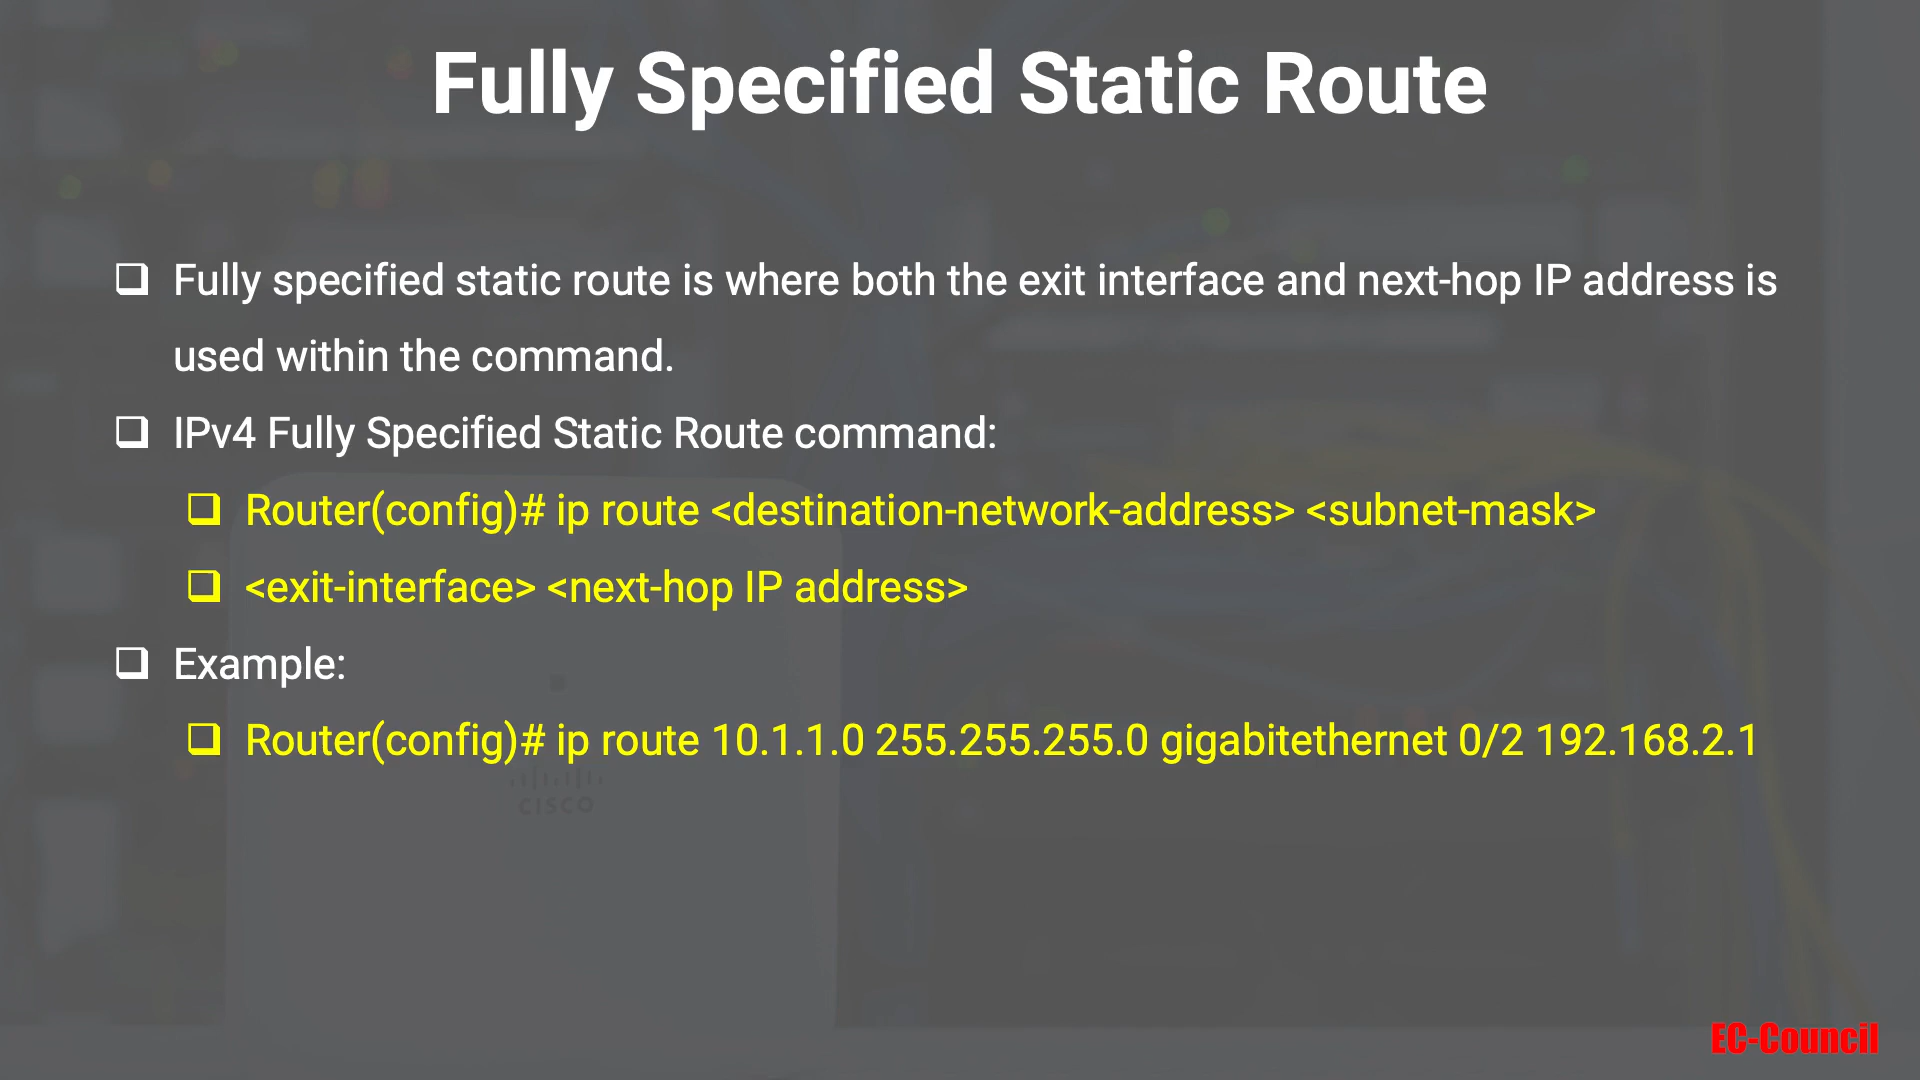 Fully Specified Static Route
Fully specified static route is where both the exit interface and next-hop IP address is
used within the command.
IPv4 Fully Specified Static Route command:
Router(config)# ip route <destination-network-address> <subnet-mask>
<exit-interface> <next-hop IP address>
Example:
Router(config)# ip route 10.1.1.0 255.255.255.0 gigabitethernet 0/2 192.168.2.1
CISCO
EC-Council